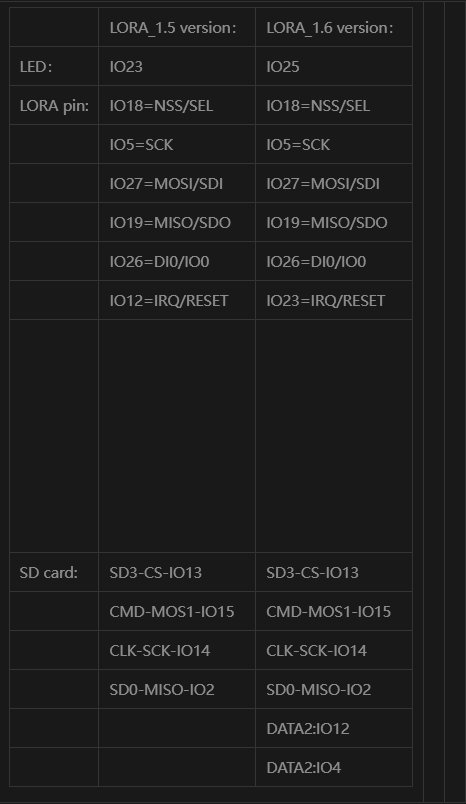 LORA_1.5 version： LORA_1.6 version：
LED： IO23 IO25
LORA pin: IO18=NSS/SEL IO18=NSS/SEL
IO5=SCK IO5=SCK
IO27=MOSI/SDI IO27=MOSI/SDI
IO19=MISO/SDO IO19=MISO/SDO
IO26=DI0/IO0 IO26=DI0/IO0
IO12=IRQ/RESET IO23=IRQ/RESET
SD card: SD3-CS-IO13 SD3-CS-IO13
CMD-MOS1-IO15 CMD-MOS1-IO15
CLK-SCK-IO14 CLK-SCK-IO14
SD0-MISO-IO2 SD0-MISO-IO2
DATA2:IO12
DATA2:IO4